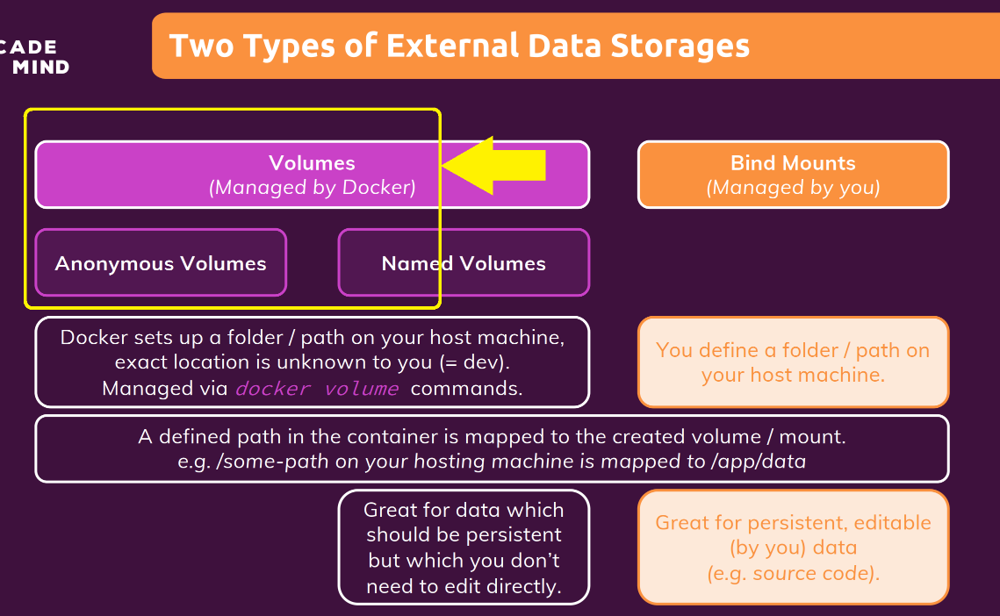 MIND
Two Types of External Data Storages
Volumes
(Managed by Docker)
Bind Mounts
(Managed by you)
Anonymous Volumes
Named Volumes
Docker sets up a folder / path on your host machine,
exact location is unknown to you (= dev).
Managed via docker volume commands.
You define a folder / path on
your host machine.
A defined path in the container is mapped to the created volume / mount.
e.g. /some-path on your hosting machine is mapped to /app/data
Great for data which
should be persistent
but which you don't
need to edit directly.
Great for persistent, editable
(by you) data
(e.g. source code).